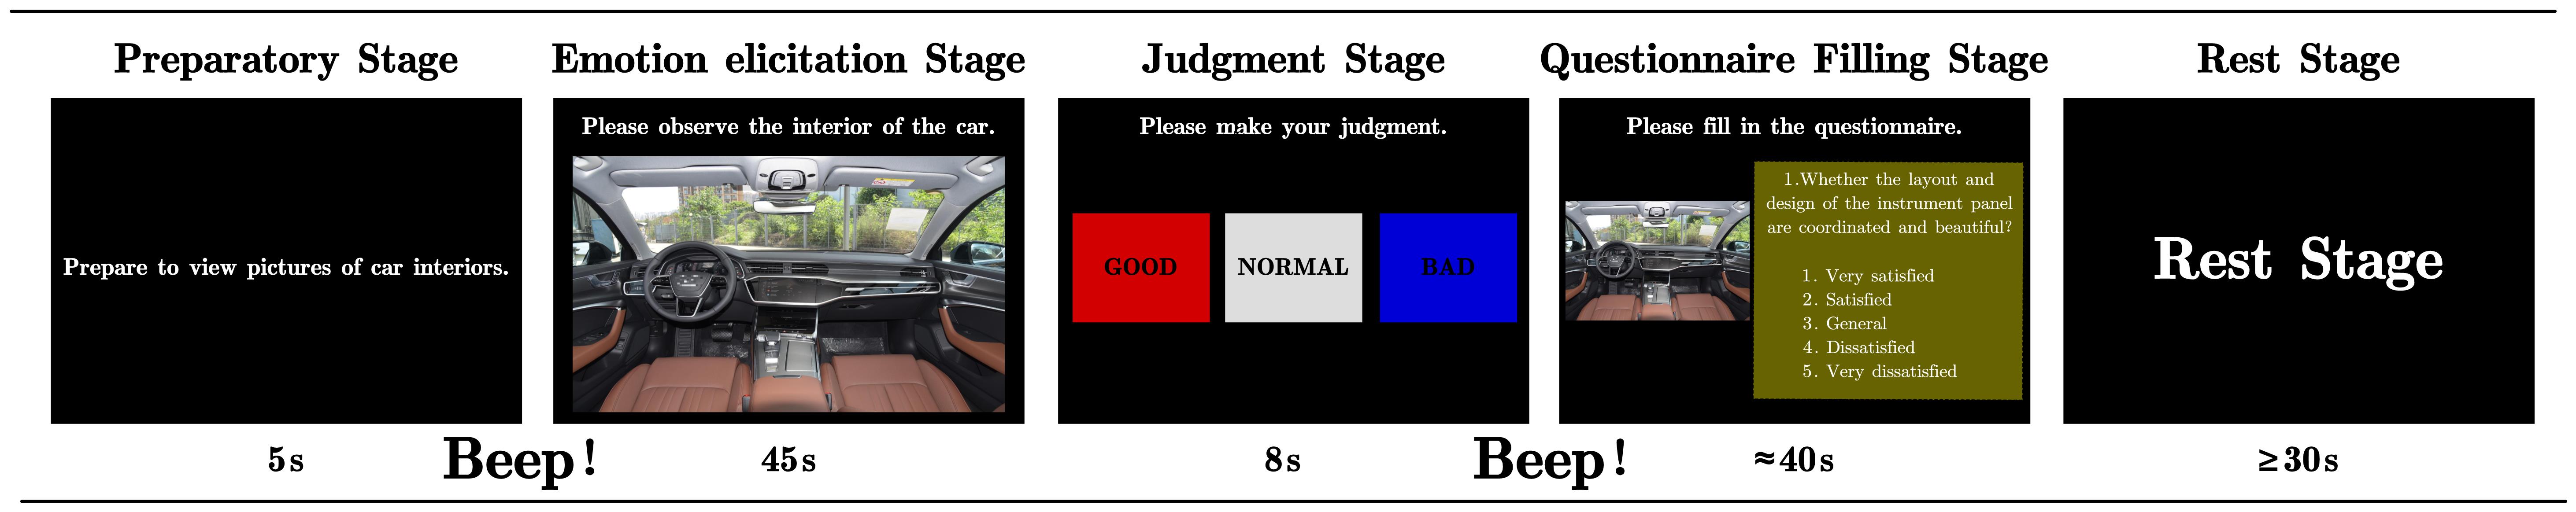 Preparatory Stage
Emotion elicitation Stage
Judgment Stage
Questionnaire Filling Stage
Rest Stage
Prepare to view pictures of car interiors.
Please observe the interior of the car.
Please make your judgment.
GOOD
NORMAL
BAD
Please fill in the questionnaire.
1.Whether the layout and
design of the instrument panel
are coordinated and beautiful?
1. Very satisfied
2. Satisfied
3. General
4. Dissatisfied
5. Very dissatisfied
Rest Stage
5s
Beep!
45s
8s
Beep!
≈40s
≥30s